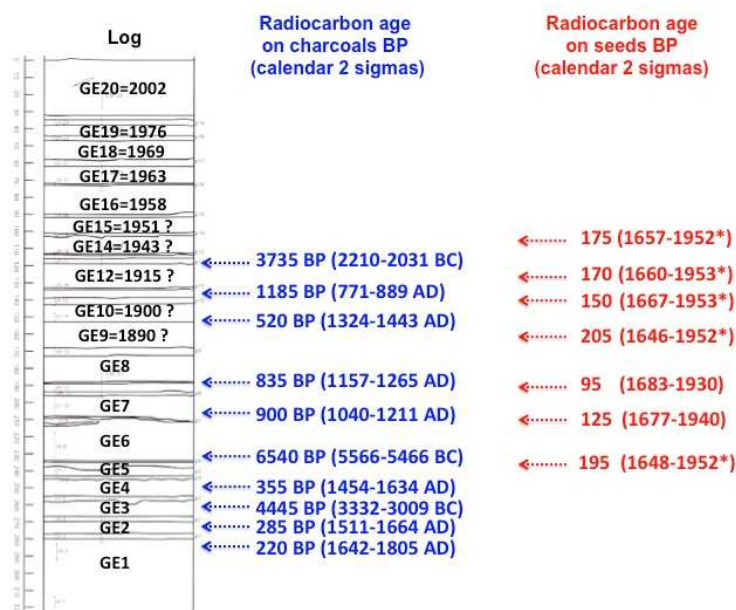 Log
Radiocarbon age
on charcoals BP
(calendar 2 sigmas)
Radiocarbon age
on seeds BP
(calendar 2 sigmas)
GE20=2002
GE19=1976
GE18=1969
GE17=1963
GE16=1958
GE15=1951 ?
GE14=1943 ?
GE12=1915 ?
GE10=1900 ?
GE9=1890 ?
GE8
GE7
GE6
GE5
GE4
GE3
GE2
GE1
3735 BP (2210-2031 BC)
1185 BP (771-889 AD)
520 BP (1324-1443 AD)
835 BP (1157-1265 AD)
900 BP (1040-1211 AD)
6540 BP (5566-5466 BC)
355 BP (1454-1634 AD)
4445 BP (3332-3009 BC)
285 BP (1511-1664 AD)
220 BP (1642-1805 AD)
175 (1657-1952*)
170 (1660-1953*)
150 (1667-1953*)
205 (1646-1952*)
95 (1683-1930)
125 (1677-1940)
195 (1648-1952*)